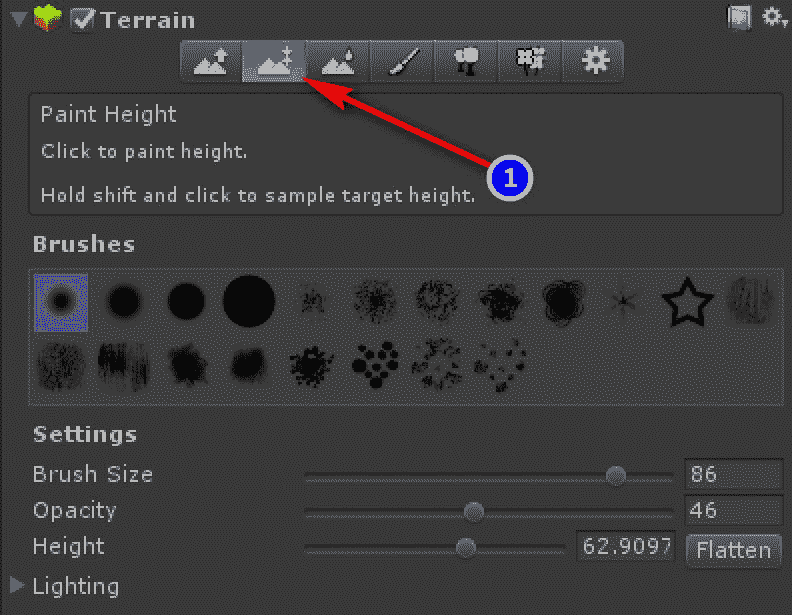 Terrain
Paint Height
Click to paint height.
1
Hold shift and click to sample target height.
Brushes
Settings
Brush Size 86
Opacity 46
Height 62.9097 Flatten
Lighting